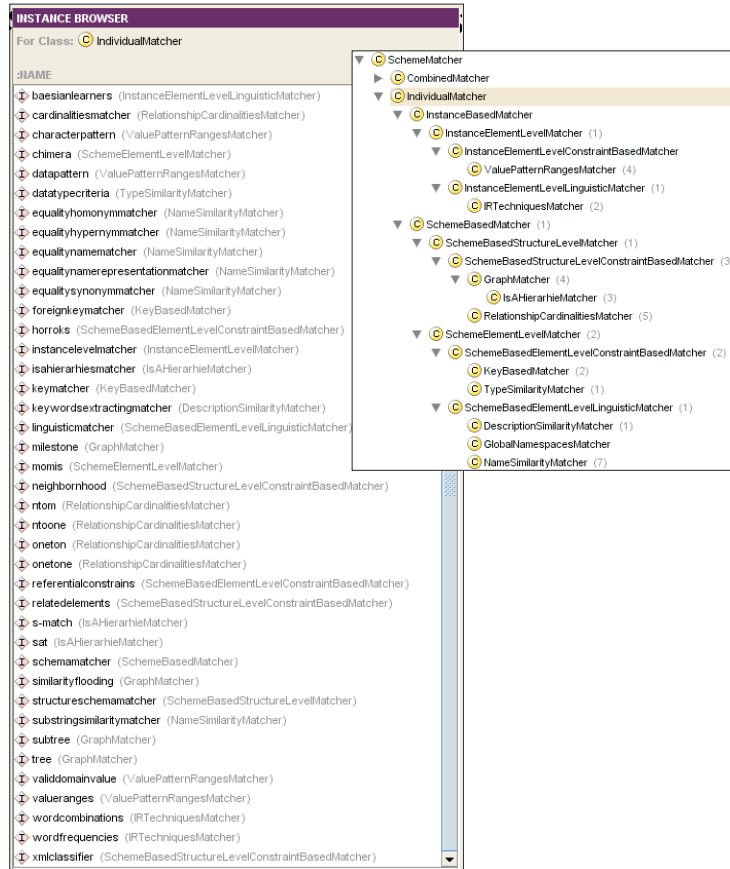 INSTANCE BROWSER
For Class: C IndividualMatcher
:NAME
baesianlearners (InstanceElementLevelLinguisticMatcher)
cardinalitiesmatcher (RelationshipCardinalitiesMatcher)
characterpattern (ValuePatternRangesMatcher)
chimera (SchemeElementLevelMatcher)
datapattern (ValuePatternRangesMatcher)
datatypecriteria (TypeSimilarityMatcher)
equalityhomonymmatcher (NameSimilarityMatcher)
equalityhypernymmatcher (NameSimilarityMatcher)
equalitynamematcher (NameSimilarityMatcher)
equalitynamerepresentationmatcher (NameSimilarityMatcher)
equalitysynonymmatcher (NameSimilarityMatcher)
foreignkeymatcher (KeyBasedMatcher)
horroks (SchemeBasedElementLevelConstraintBasedMatcher)
instancelevelmatcher (InstanceElementLevelMatcher)
isahierarhiesmatcher (IsAHierarhieMatcher)
keymatcher (KeyBasedMatcher)
keywordsextractingmatcher (DescriptionSimilarityMatcher)
linguisticmatcher (SchemeBasedElementLevelLinguisticMatcher)
milestone (GraphMatcher)
momis (SchemeElementLevelMatcher)
neighbornhood (SchemeBasedStructureLevelConstraintBasedMatcher)
ntom (RelationshipCardinalitiesMatcher)
ntoone (RelationshipCardinalitiesMatcher)
oneton (RelationshipCardinalitiesMatcher)
onetone (RelationshipCardinalitiesMatcher)
referentialconstrains (SchemeBasedElementLevelConstraintBasedMatcher)
relatedelements (SchemeBasedStructureLevelConstraintBasedMatcher)
s-match (IsAHierarhieMatcher)
sat (IsAHierarhieMatcher)
schemamatcher (SchemeBasedMatcher)
similarityflooding (GraphMatcher)
structureschemamatcher (SchemeBasedStructureLevelMatcher)
substringsimilaritymatcher (NameSimilarityMatcher)
subtree (GraphMatcher)
tree (GraphMatcher)
validdomainvalue (ValuePatternRangesMatcher)
valueranges (ValuePatternRangesMatcher)
wordcombinations (IRTechniquesMatcher)
wordfrequencies (IRTechniquesMatcher)
xmlclassifier (SchemeBasedStructureLevelConstraintBasedMatcher)
SchemeMatcher
CombinedMatcher
IndividualMatcher
InstanceBasedMatcher
InstanceElementLevelMatcher (1)
InstanceElementLevelConstraintBasedMatcher
ValuePatternRangesMatcher (4)
InstanceElementLevelLinguisticMatcher (1)
IRTechniquesMatcher (2)
SchemeBasedMatcher (1)
SchemeBasedStructureLevelMatcher (1)
SchemeBasedStructureLevelConstraintBasedMatcher (3
GraphMatcher (4)
IsAHierarhieMatcher (3)
RelationshipCardinalitiesMatcher (5)
SchemeElementLevelMatcher (2)
SchemeBasedElementLevelConstraintBasedMatcher (2)
KeyBasedMatcher (2)
TypeSimilarityMatcher (1)
SchemeBasedElementLevelLinguisticMatcher (1)
DescriptionSimilarityMatcher (1)
GlobalNamespacesMatcher
NameSimilarityMatcher (7)